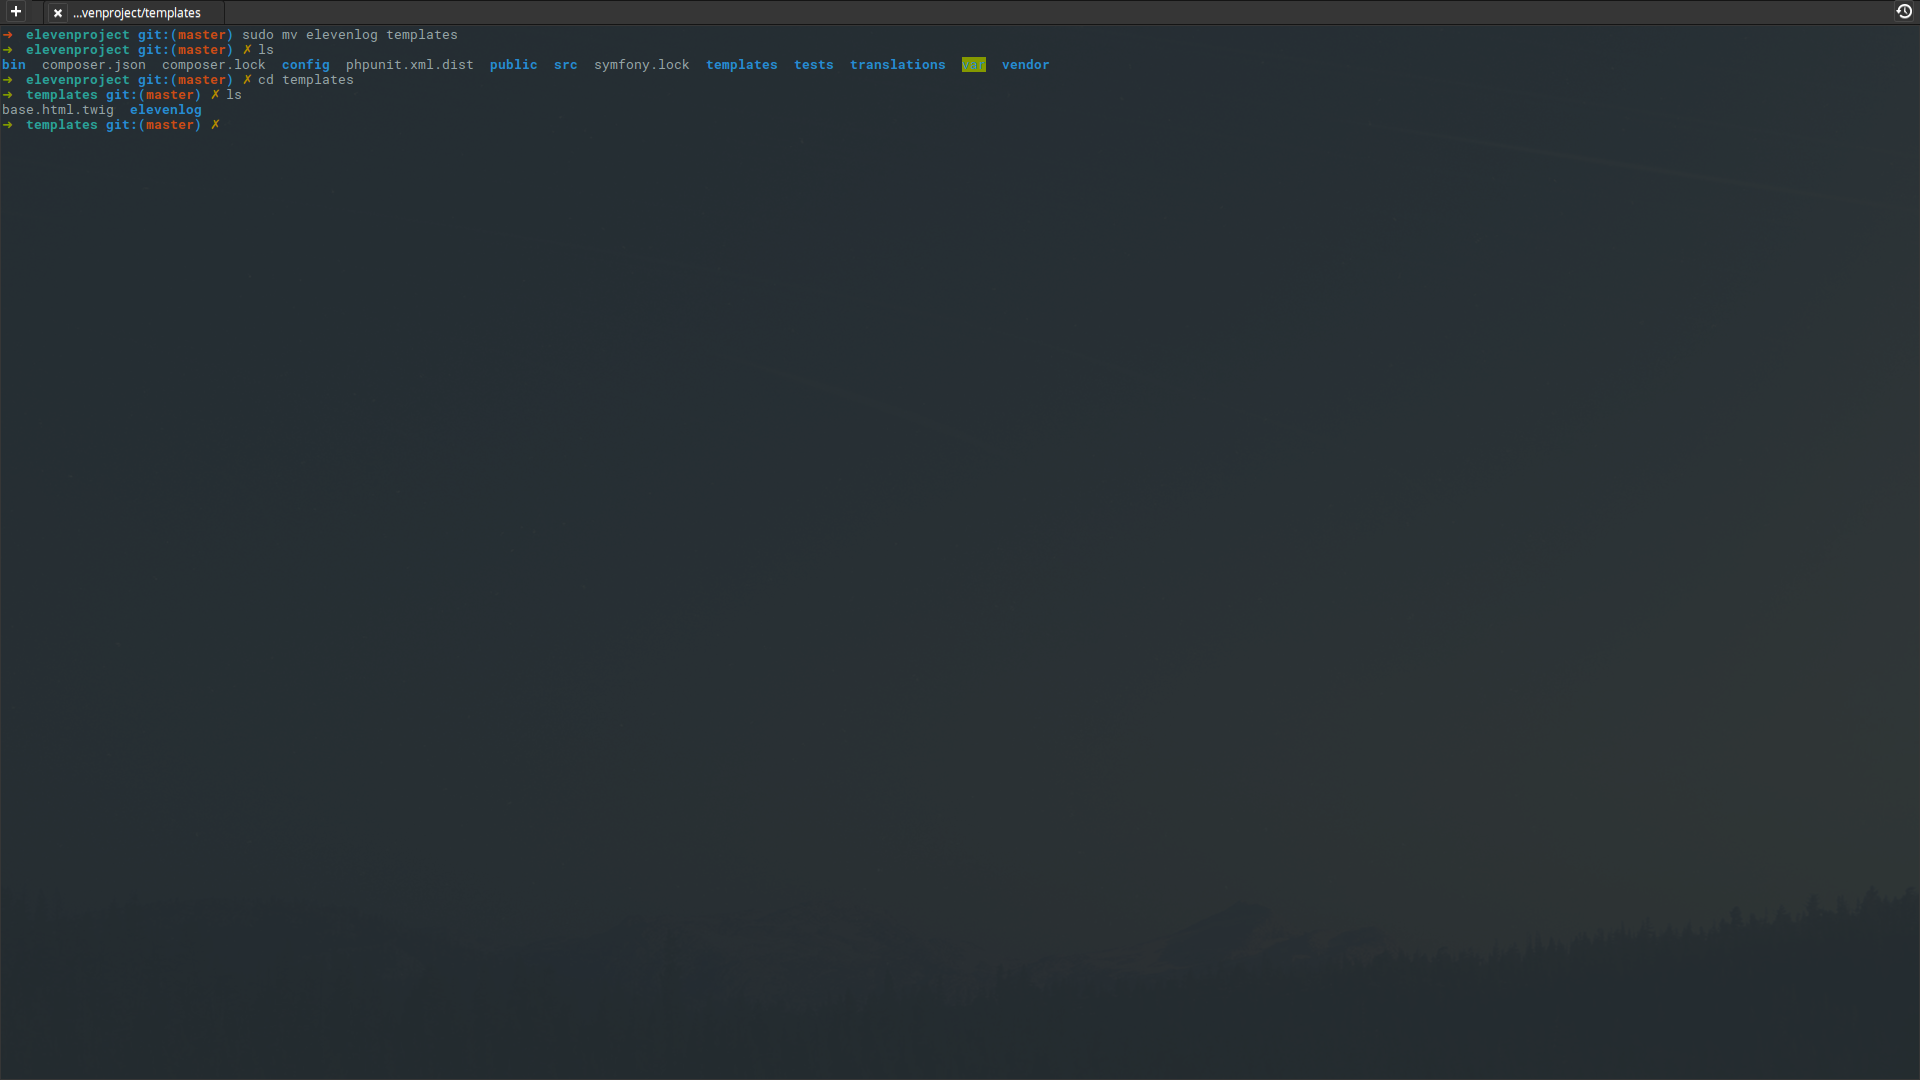 ...venproject/templates
➜  elevenproject git:(master) sudo mv elevenlog templates
➜  elevenproject git:(master) ✗ ls
bin  composer.json  composer.lock  config  phpunit.xml.dist  public  src  symfony.lock  templates  tests  translations  var  vendor
➜  elevenproject git:(master) ✗ cd templates
➜  templates git:(master) ✗ ls
base.html.twig  elevenlog
➜  templates git:(master) ✗